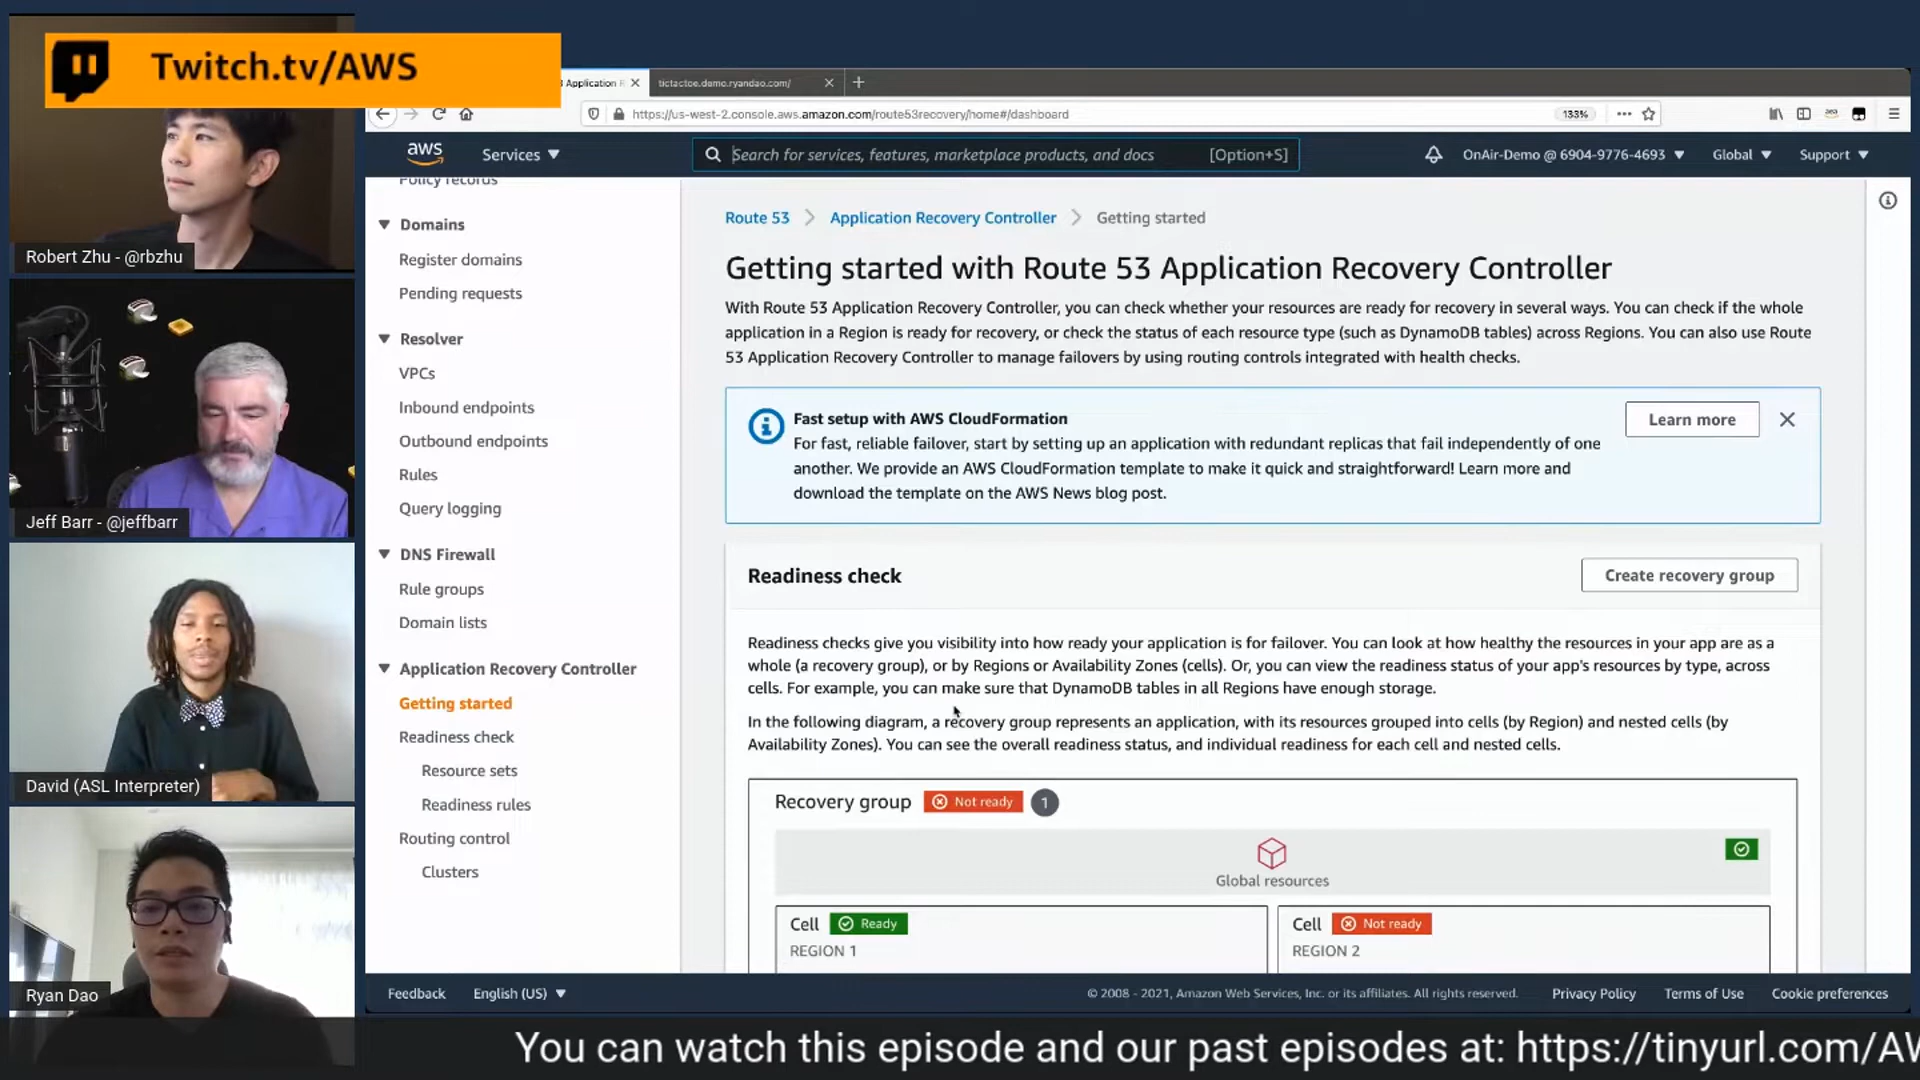 Twitch.tv/AWS
Robert Zhu - @rbzhu
Jeff Barr - @jeffbarr
David (ASL Interpreter)
Ryan Dao
Application R
tictactoe.demo.ryandao.com/
https://us-west-2.console.aws.amazon.com/route53recovery/home#/dashboard
133%
aws
Services
Search for services, features, marketplace products, and docs
[Option+S]
OnAir-Demo @ 6904-9776-4693
Global
Support
Policy records
Domains
Register domains
Pending requests
Resolver
VPCs
Inbound endpoints
Outbound endpoints
Rules
Query logging
DNS Firewall
Rule groups
Domain lists
Application Recovery Controller
Getting started
Readiness check
Resource sets
Readiness rules
Routing control
Clusters
Route 53
Application Recovery Controller
Getting started
Getting started with Route 53 Application Recovery Controller
With Route 53 Application Recovery Controller, you can check whether your resources are ready for recovery in several ways. You can check if the whole
application in a Region is ready for recovery, or check the status of each resource type (such as DynamoDB tables) across Regions. You can also use Route
53 Application Recovery Controller to manage failovers by using routing controls integrated with health checks.
Fast setup with AWS CloudFormation
For fast, reliable failover, start by setting up an application with redundant replicas that fail independently of one
another. We provide an AWS CloudFormation template to make it quick and straightforward! Learn more and
download the template on the AWS News blog post.
Learn more
Readiness check
Create recovery group
Readiness checks give you visibility into how ready your application is for failover. You can look at how healthy the resources in your app are as a
whole (a recovery group), or by Regions or Availability Zones (cells). Or, you can view the readiness status of your app's resources by type, across
cells. For example, you can make sure that DynamoDB tables in all Regions have enough storage.
In the following diagram, a recovery group represents an application, with its resources grouped into cells (by Region) and nested cells (by
Availability Zones). You can see the overall readiness status, and individual readiness for each cell and nested cells.
Recovery group
Not ready
1
Global resources
Cell
Ready
REGION 1
Cell
Not ready
REGION 2
Feedback
English (US)
© 2008 - 2021, Amazon Web Services, Inc. or its affiliates. All rights reserved.
Privacy Policy
Terms of Use
Cookie preferences
You can watch this episode and our past episodes at: https://tinyurl.com/AW